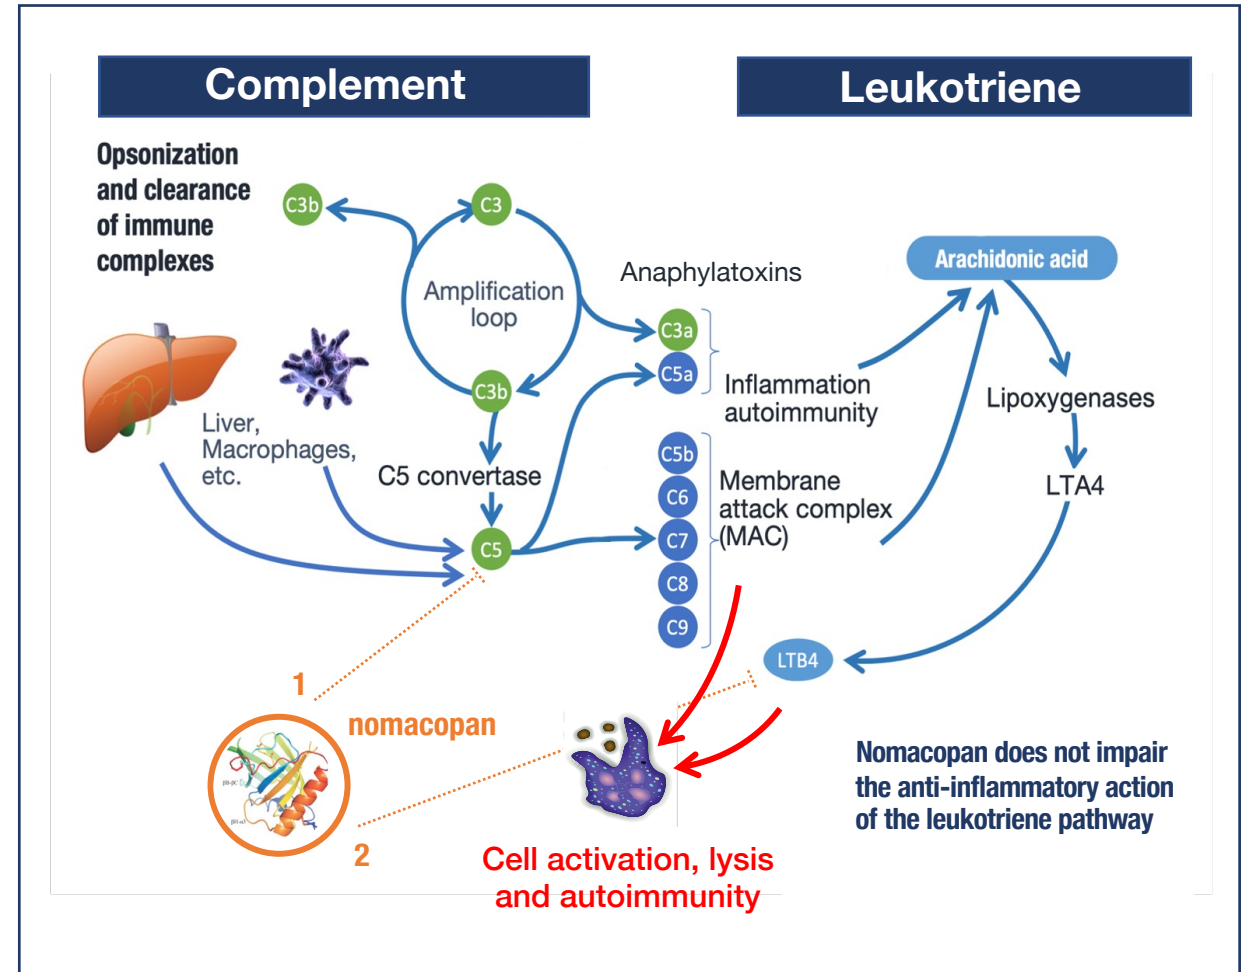 Complement
Leukotriene
Opsonization
and clearance
of immune
complexes
C3b
C3
Amplification
loop
Anaphylatoxins
Arachidonic acid
C3a
C5a
C3b
Inflammation
autoimmunity
Lipoxygenases
Liver,
Macrophages,
etc.
C5 convertase
C5b
C6
C7
C8
C9
Membrane
attack complex
(MAC)
LTA4
C5
LTB4
1
nomacopan
2
Nomacopan does not impair
the anti-inflammatory action
of the leukotriene pathway
Cell activation, lysis
and autoimmunity